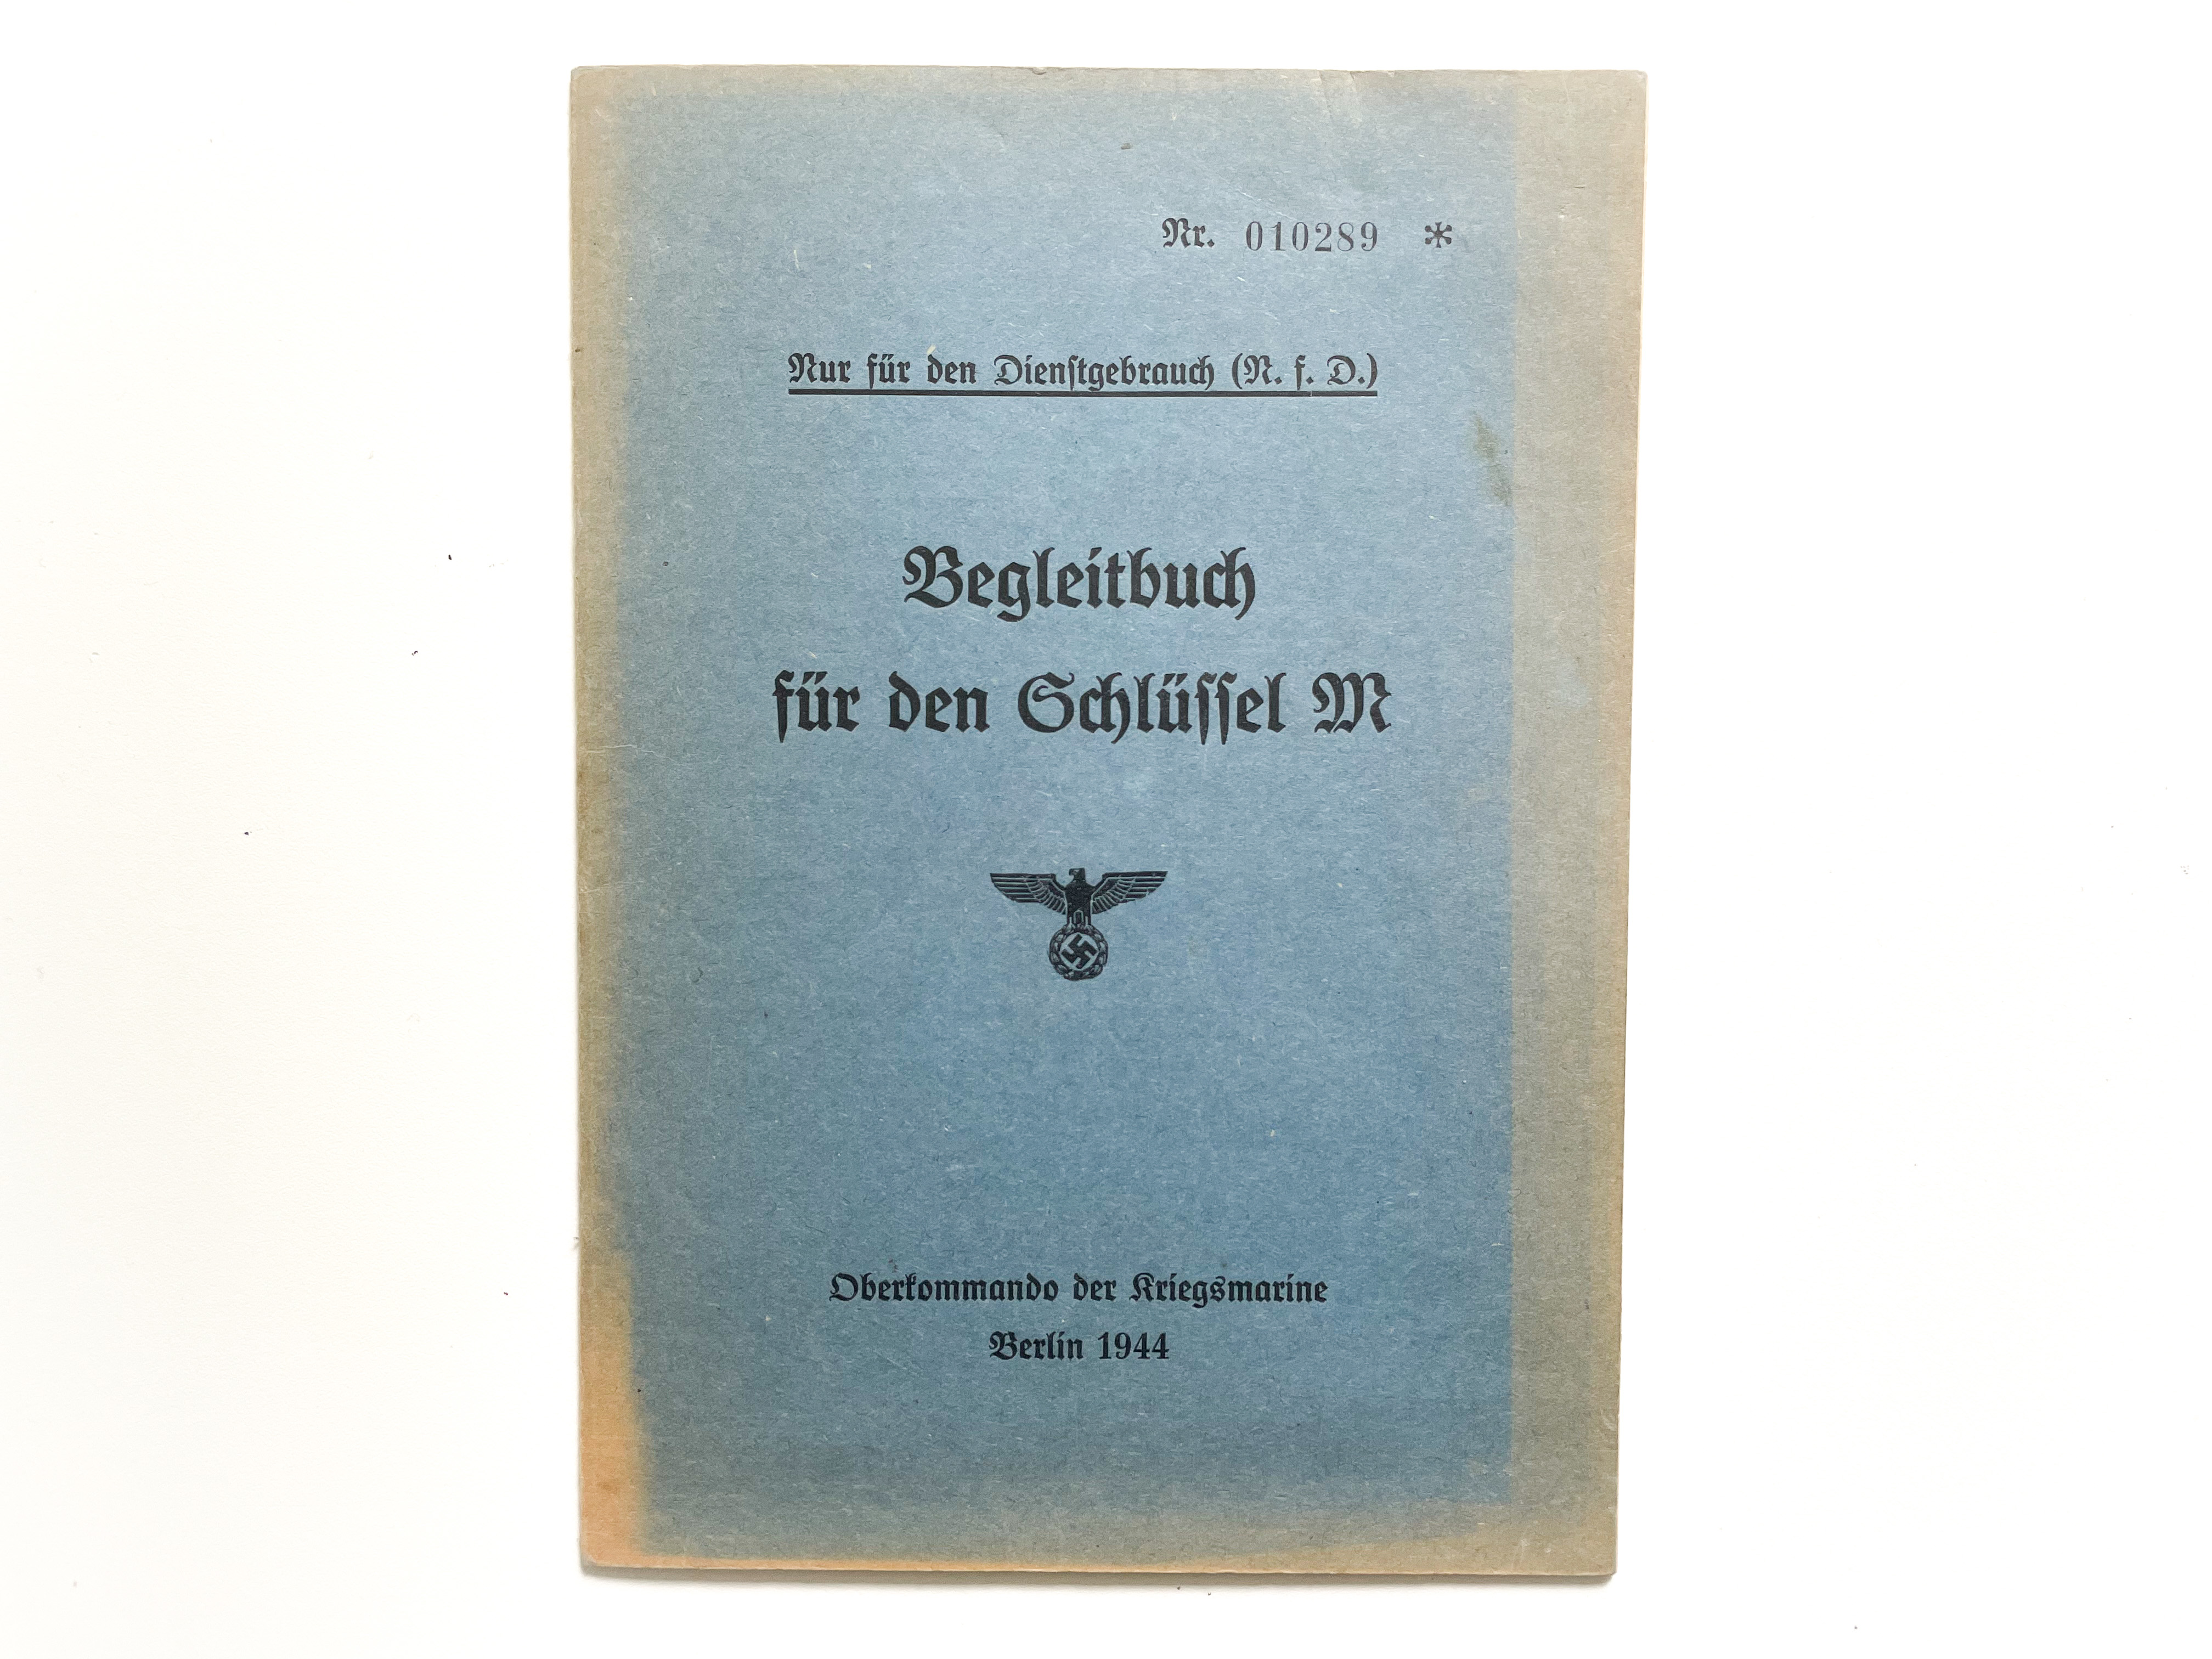 Nr. 010289 *
Nur für den Dienstgebrauch (N. f. D.)
Begleitbuch
für den Schlüssel M
Oberkommando der Kriegsmarine
Berlin 1944